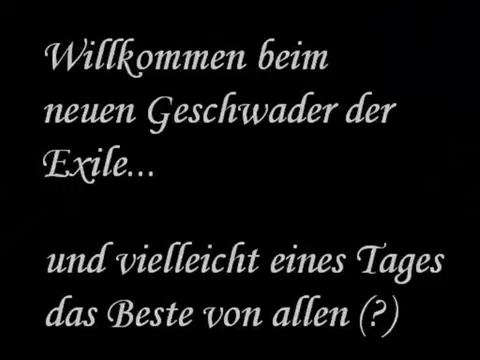 Willkommen beim
neuen Geschwader der
Exile...
und vielleicht eines Tages
das Beste von allen (?)